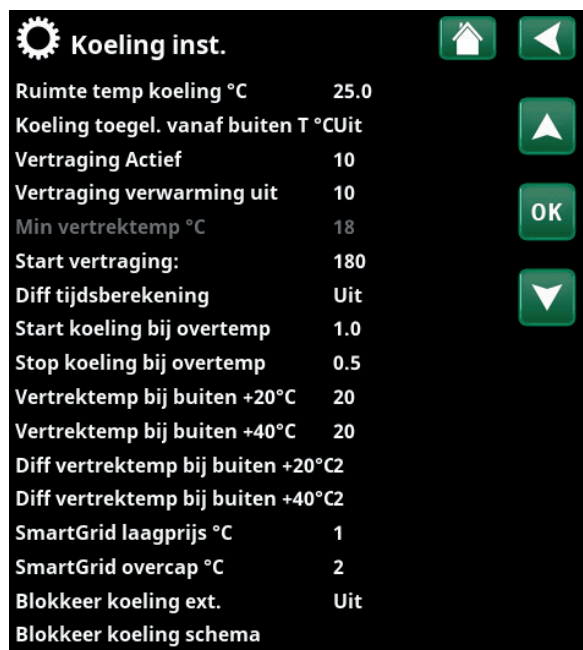 Koeling inst.
Ruimte temp koeling °C 25.0
Koeling toegel. vanaf buiten T °CUit
Vertraging Actief 10
Vertraging verwarming uit 10
Min vertrektemp °C 18
OK
Start vertraging: 180
Diff tijdsberekening Uit
Start koeling bij overtemp 1.0
Stop koeling bij overtemp 0.5
Vertrektemp bij buiten +20°C 20
Vertrektemp bij buiten +40°C 20
Diff vertrektemp bij buiten +20°C2
Diff vertrektemp bij buiten +40°C2
SmartGrid laagprijs °C 1
SmartGrid overcap °C 2
Blokkeer koeling ext. Uit
Blokkeer koeling schema